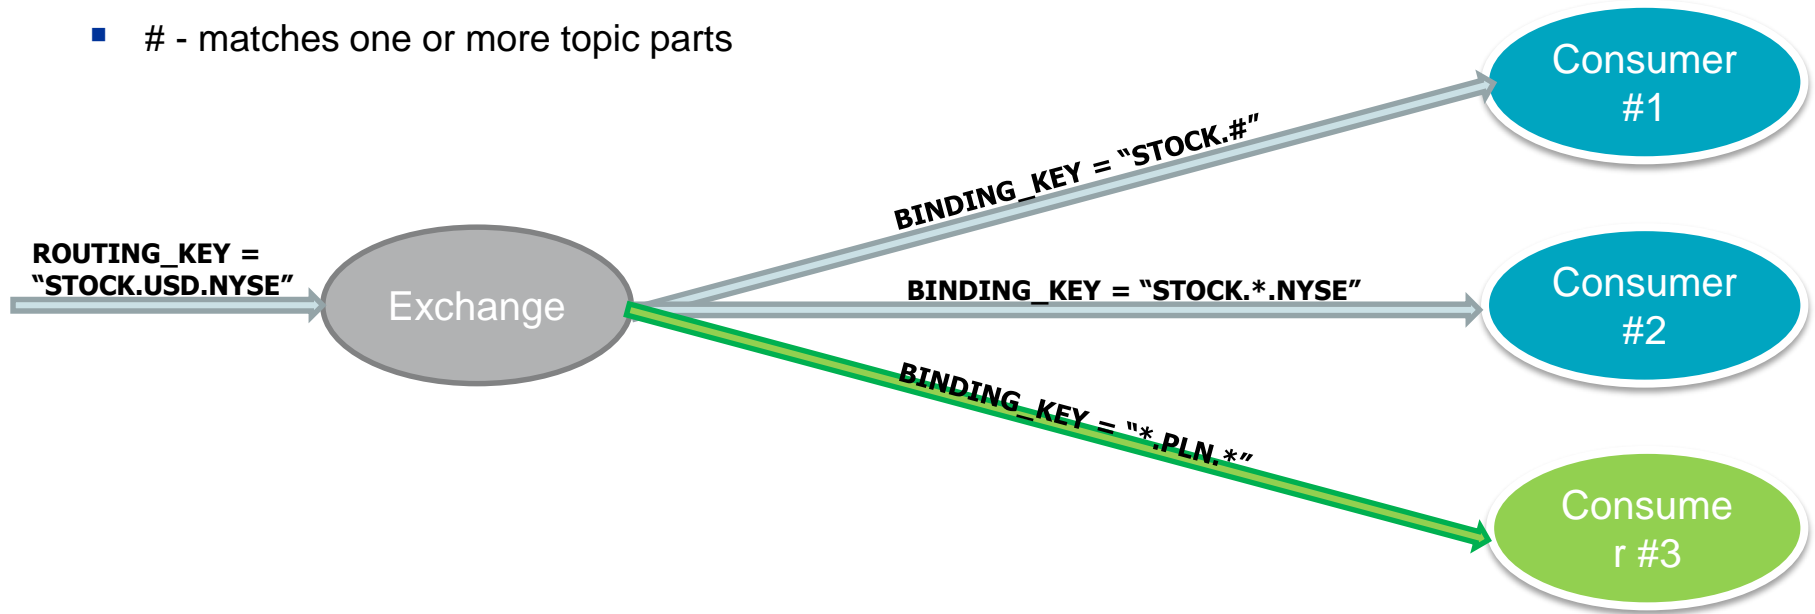 # - matches one or more topic parts
Consumer
#1
BINDING_KEY = “STOCK.#”
ROUTING_KEY =
“STOCK.USD.NYSE”
Exchange
BINDING_KEY = “STOCK.*.NYSE”
Consumer
#2
BINDING_KEY = “*.PLN.*”
Consume
r #3